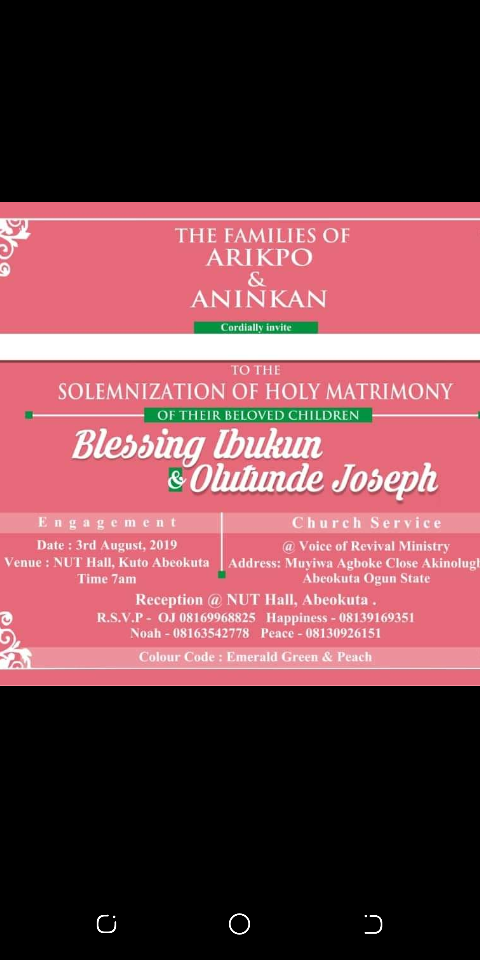 THE FAMILIES OF
ARIKPO
&
ANINKAN
Cordially invite
TO THE
SOLEMNIZATION OF HOLY MATRIMONY
OF THEIR BELOVED CHILDREN
Blessing Ibukun
& Olutunde Joseph
Engagement
Date : 3rd August, 2019
Venue : NUT Hall, Kuto Abeokuta
Time 7am
Church Service
@ Voice of Revival Ministry
Address: Muyiwa Agboke Close Akinolugb
Abeokuta Ogun State
Reception @ NUT Hall, Abeokuta .
R.S.V.P - OJ 08169968825 Happiness - 08139169351
Noah - 08163542778 Peace - 08130926151
Colour Code : Emerald Green & Peach